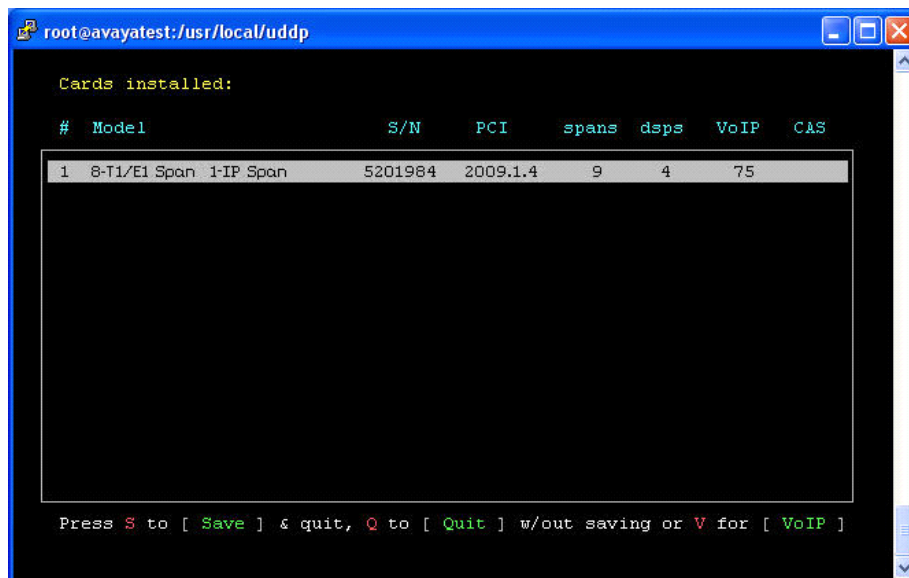 root@avayatest:/usr/local/uddp
Cards installed:
# Model S/N PCI spans dsps VoIP CAS
1 8-T1/E1 Span 1-IP Span 5201984 2009.1.4 9 4 75
Press S to [ Save ] & quit, Q to [ Quit ] w/out saving or V for [ VoIP ]